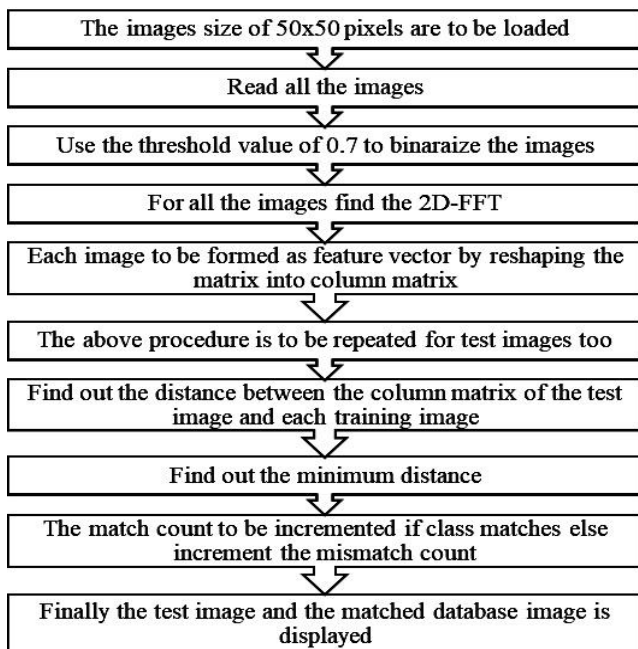 The images size of 50x50 pixels are to be loaded
Read all the images
Use the threshold value of 0.7 to binaraize the images
For all the images find the 2D-FFT
Each image to be formed as feature vector by reshaping the
matrix into column matrix
The above procedure is to be repeated for test images too
Find out the distance between the column matrix of the test
image and each training image
Find out the minimum distance
The match count to be incremented if class matches else
increment the mismatch count
Finally the test image and the matched database image is
displayed